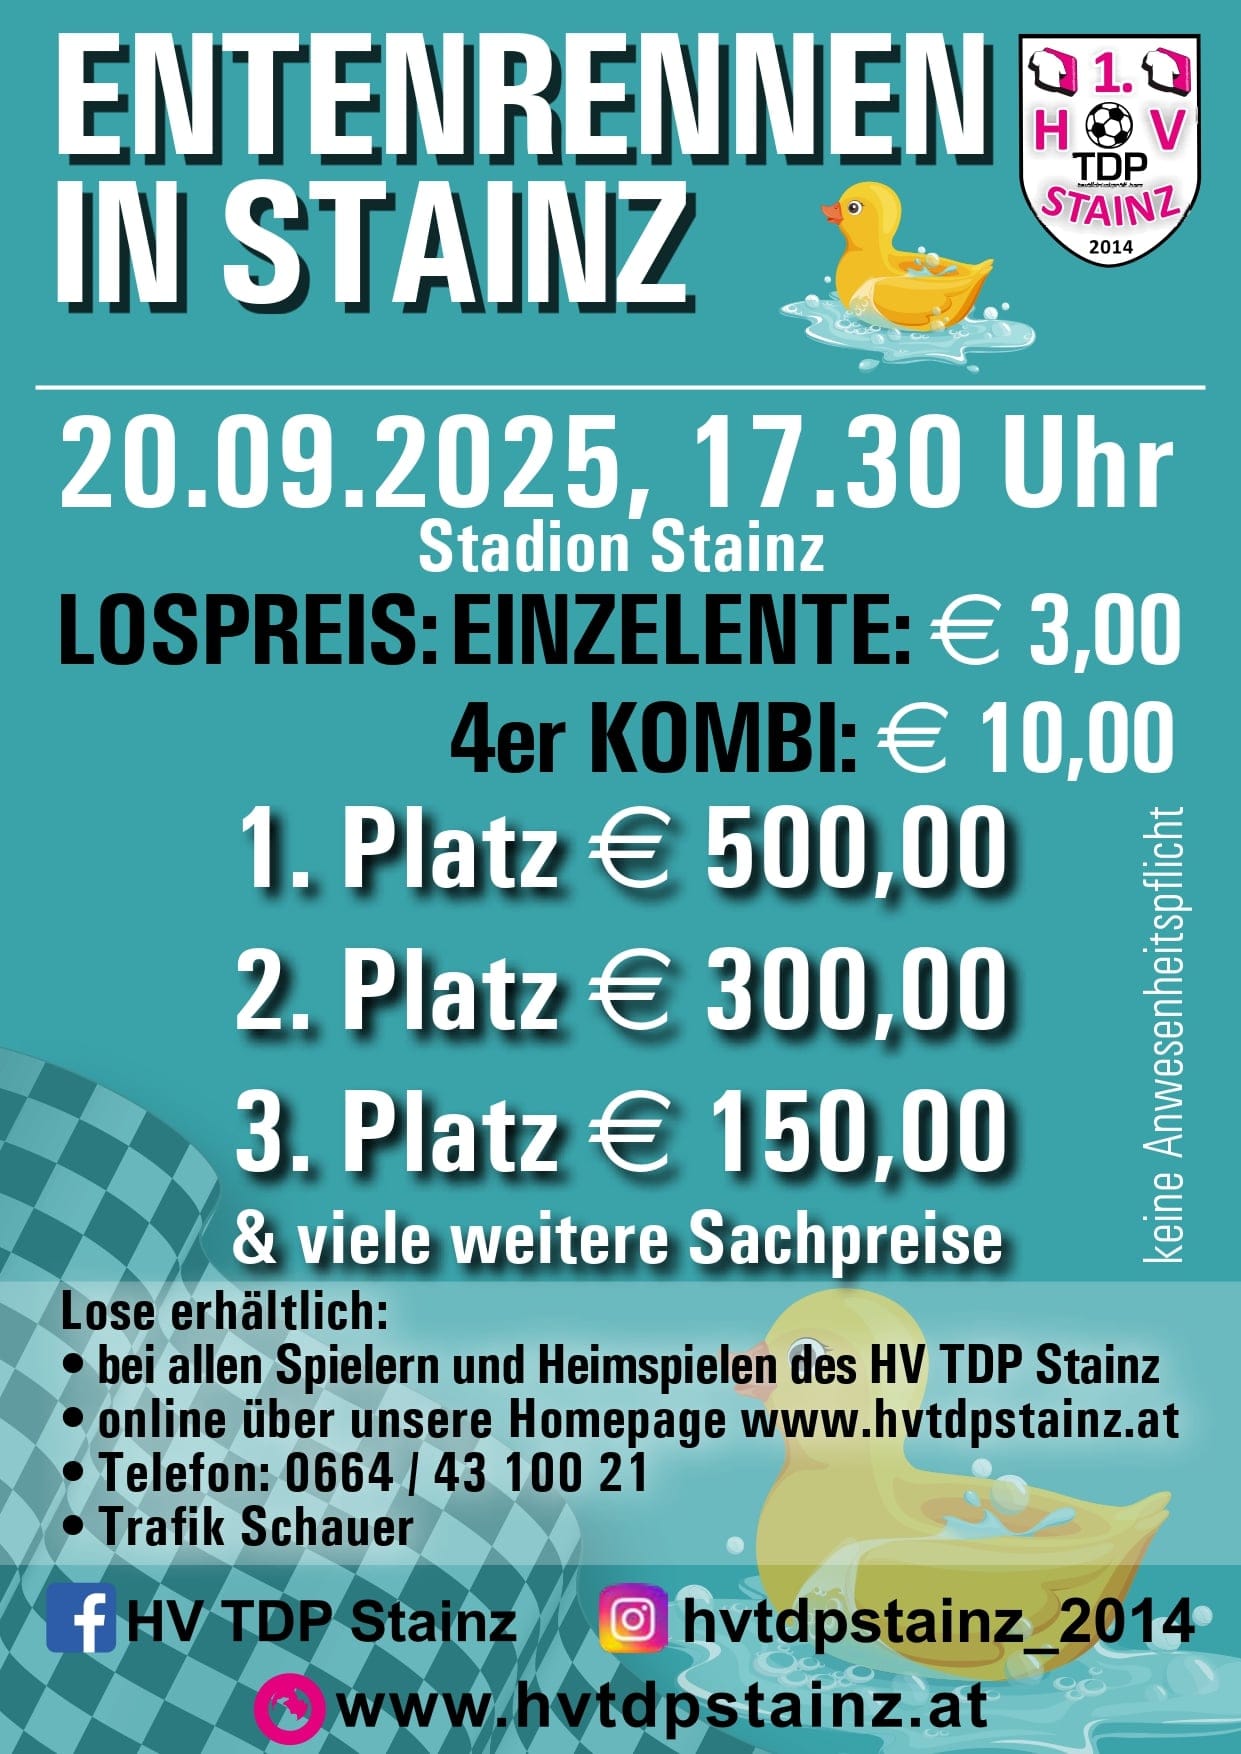 ENTENRENNEN
IN STAINZ
1.
H V
TDP
STAINZ
2014
20.09.2025, 17.30 Uhr
Stadion Stainz
LOSPREIS: EINZELENTE: € 3,00
4er KOMBI: € 10,00
1. Platz € 500,00
2. Platz € 300,00
3. Platz € 150,00
& viele weitere Sachpreise
keine Anwesenheitspflicht
Lose erhältlich:
• bei allen Spielern und Heimspielen des HV TDP Stainz
• online über unsere Homepage www.hvtdpstainz.at
• Telefon: 0664 / 43 100 21
• Trafik Schauer
f HV TDP Stainz
hvtdpstainz_2014
www.hvtdpstainz.at